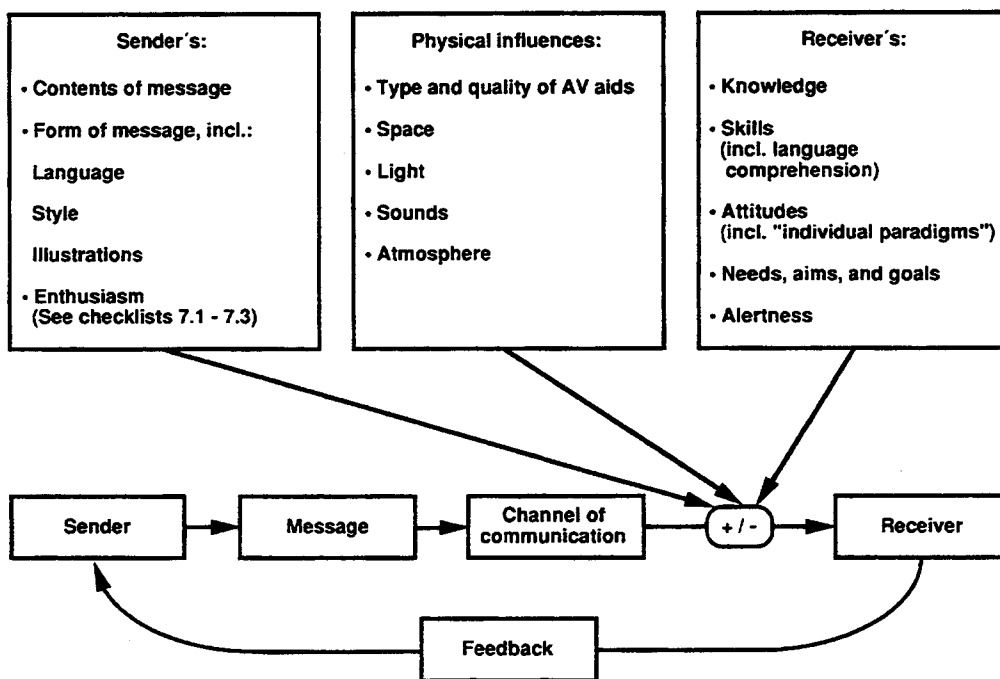 Sender´s:
• Contents of message
• Form of message, incl.:
Language
Style
Illustrations
• Enthusiasm
(See checklists 7.1 - 7.3)
Physical influences:
• Type and quality of AV aids
• Space
• Light
• Sounds
• Atmosphere
Receiver´s:
• Knowledge
• Skills
(incl. language
comprehension)
• Attitudes
(incl. "individual paradigms")
• Needs, aims, and goals
• Alertness
Sender
Message
Channel of
communication
+ / -
Receiver
Feedback